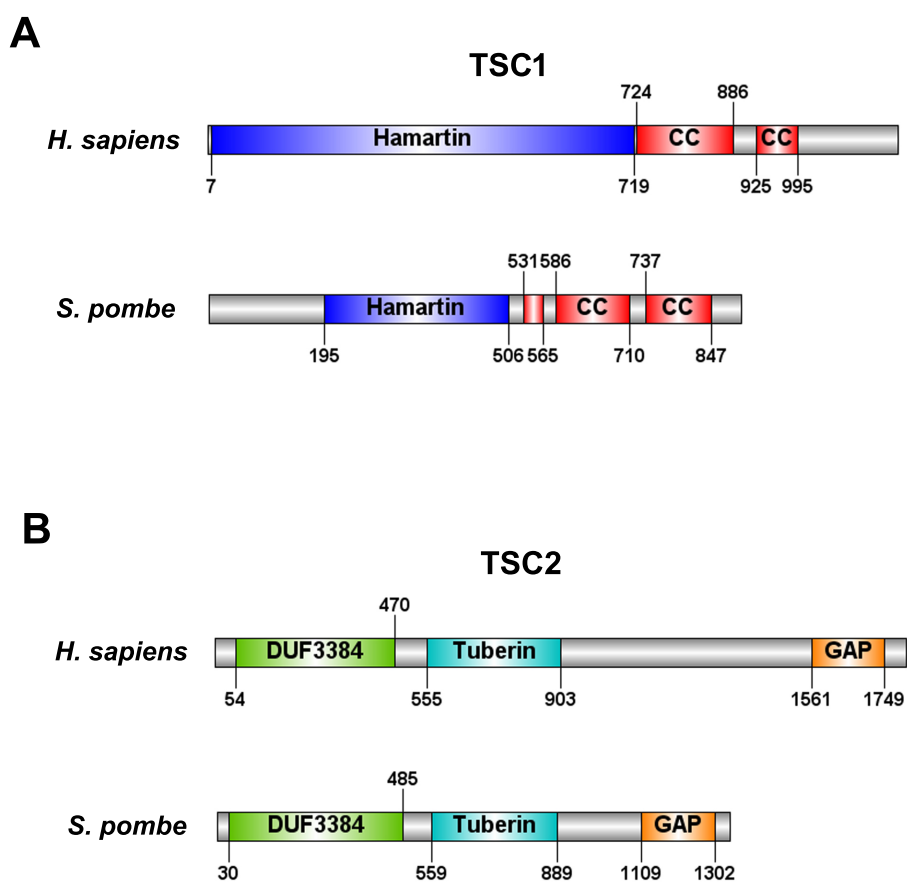 A
TSC1
724 886
H. sapiens Hamartin CC CC
7 719 925 995
531 586 737
S. pombe Hamartin CC CC
195 506 565 710 847
B
TSC2
470
H. sapiens DUF3384 Tuberin GAP
54 555 903 1561 1749
485
S. pombe DUF3384 Tuberin GAP
30 559 889 1109 1302